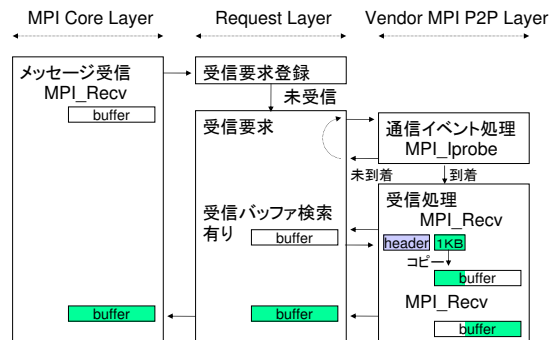 MPI Core Layer
Request Layer
Vendor MPI P2P Layer
メッセージ受信
MPI_Recv
buffer
buffer
受信要求登録
未受信
受信要求
受信バッファ検索
有り
buffer
buffer
通信イベント処理
MPI_Iprobe
未到着
到着
受信処理
MPI_Recv
header
1KB
コピー
buffer
MPI_Recv
buffer